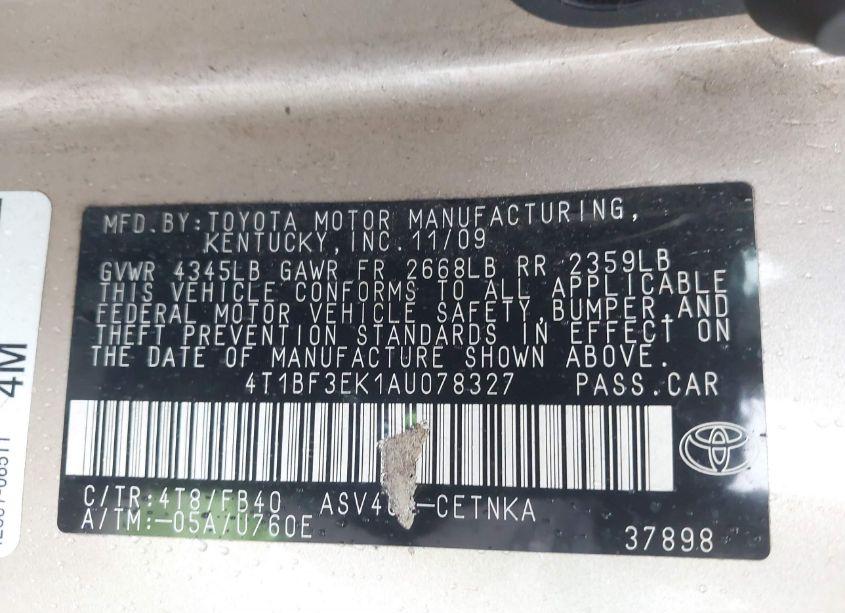 MFD.BY:TOYOTA MOTOR MANUFACTURING,
KENTUCKY,INC.11/09
GVWR 4345LB GAWR FR 2668LB RR 2359LB
THIS VEHICLE CONFORMS TO ALL APPLICABLE
FEDERAL MOTOR VEHICLE SAFETY,BUMPER,AND
THEFT PREVENTION STANDARDS IN EFFECT ON
THE DATE OF MANUFACTURE SHOWN ABOVE.
4T1BF3EK1AU078327 PASS.CAR
C/TR:4T8/FB40
-CETNKA
A/TM:-05A/U760E
37898
4M